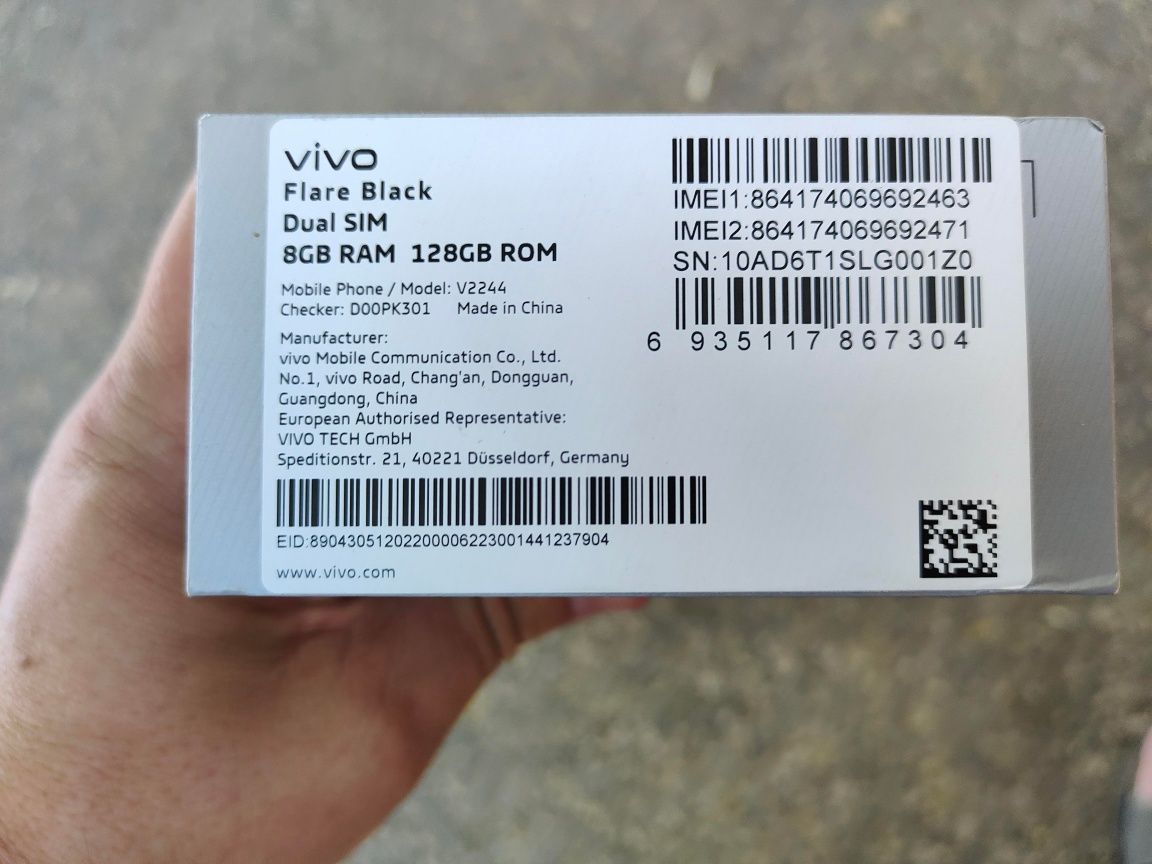 vivo
Flare Black
Dual SIM
8GB RAM 128GB ROM
Mobile Phone / Model: V2244
Checker: D00PK301 Made in China
Manufacturer:
vivo Mobile Communication Co., Ltd.
No.1, vivo Road, Chang'an, Dongguan,
Guangdong, China
European Authorised Representative:
VIVO TECH GmbH
Speditionstr. 21, 40221 Düsseldorf, Germany
EID:89043051202200006223001441237904
www.vivo.com
IMEI1:864174069692463
IMEI2:864174069692471
SN:10AD6T1SLG001Z0
6 935117 867304